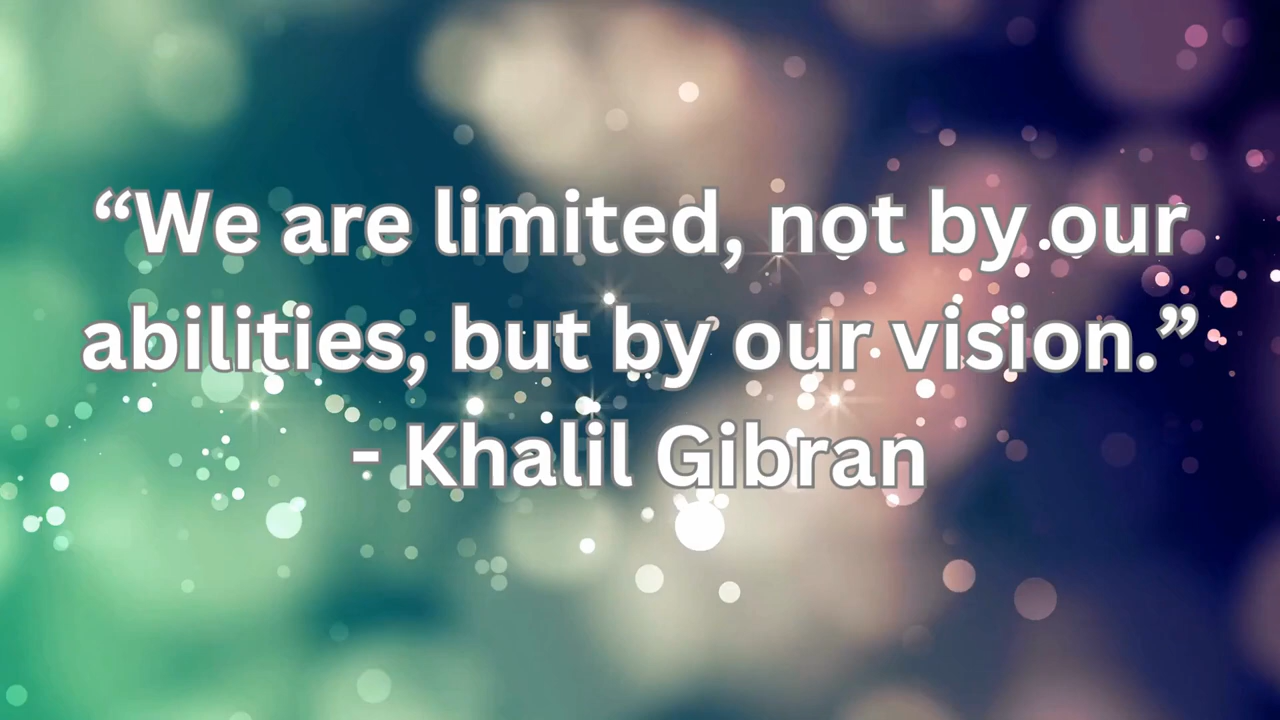 “We are limited, not by our
abilities, but by our vision.”
- Khalil Gibran